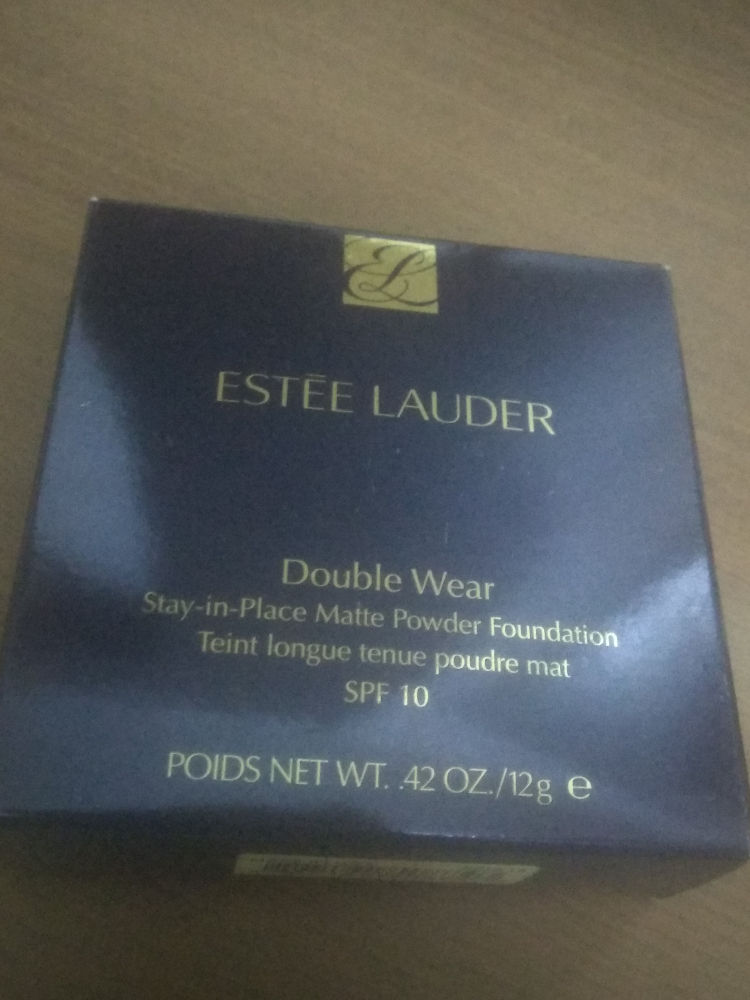 EL
ESTĒE LAUDER
Double Wear
Stay-in-Place Matte Powder Foundation
Teint longue tenue poudre mat
SPF 10
POIDS NET WT. .42 OZ./12g ℮